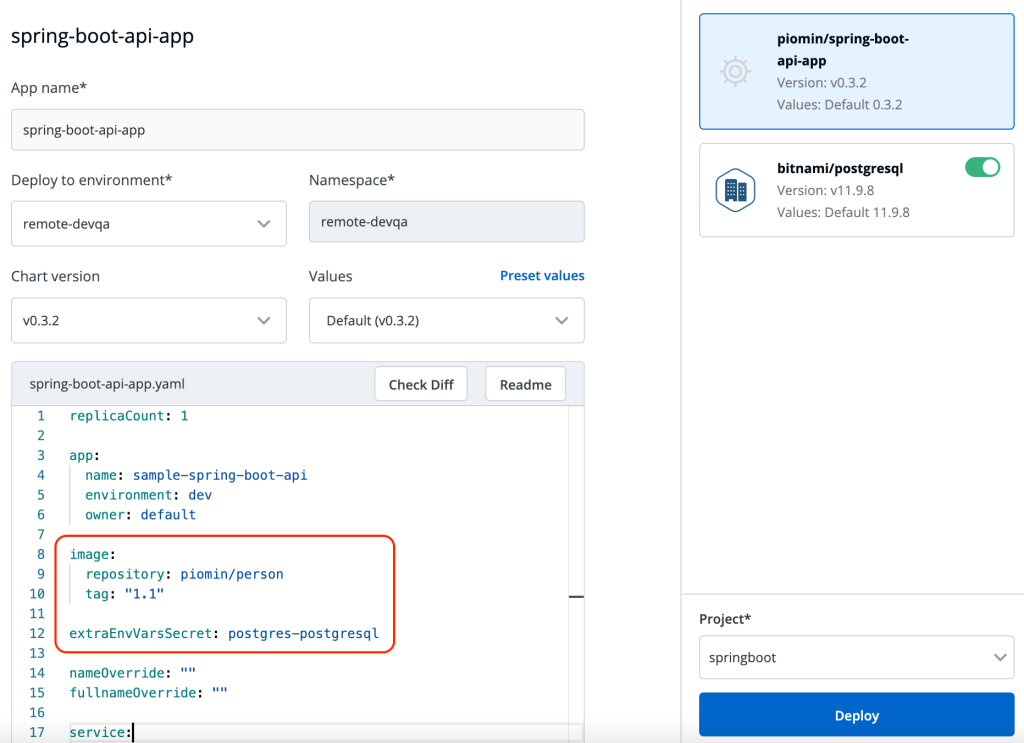 spring-boot-api-app
App name*
spring-boot-api-app
Deploy to environment*
Namespace*
remote-devqa
remote-devqa
Chart version
Values
Preset values
v0.3.2
Default (v0.3.2)
spring-boot-api-app.yaml
Check Diff
Readme
1 replicaCount: 1
2
3 app:
4 name: sample-spring-boot-api
5 environment: dev
6 owner: default
7
8 image:
9 repository: piomin/person
10 tag: "1.1"
11
12 extraEnvVarsSecret: postgres-postgresql
13
14 nameOverride: ""
15 fullnameOverride: ""
16
17 service:
piomin/spring-boot-
api-app
Version: v0.3.2
Values: Default 0.3.2
bitnami/postgresql
Version: v11.9.8
Values: Default 11.9.8
Project*
springboot
Deploy